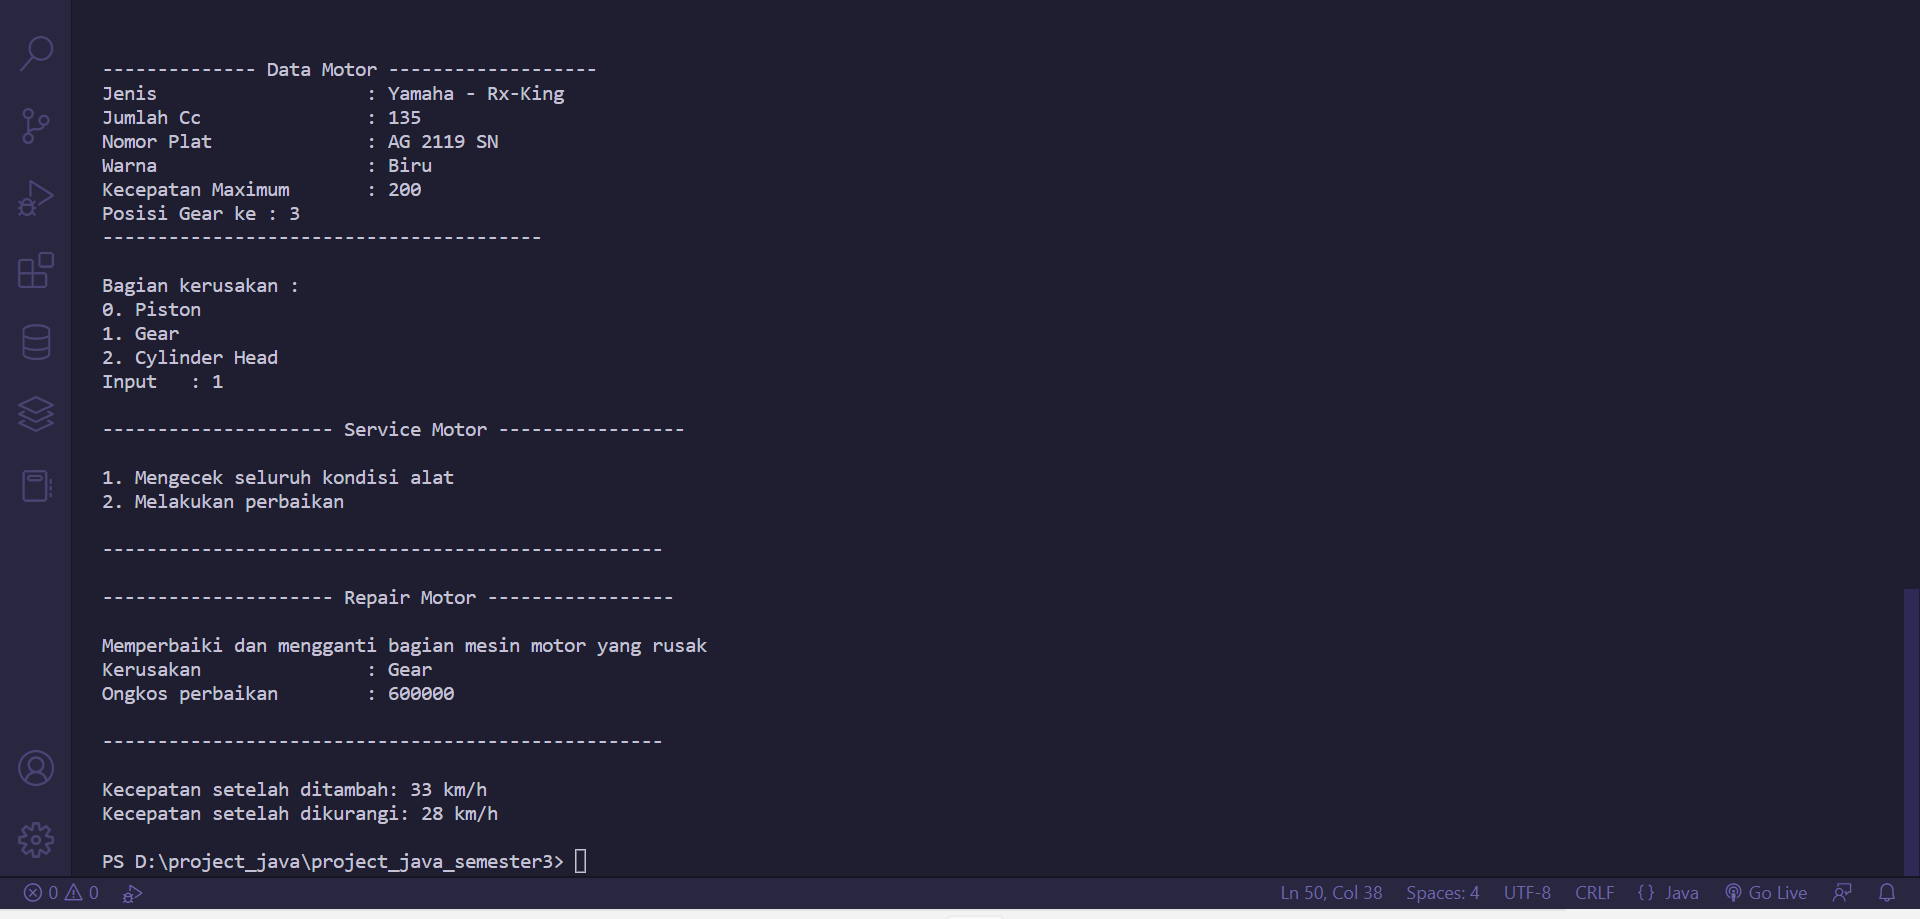 -------------- Data Motor -------------------
Jenis                   : Yamaha - Rx-King
Jumlah Cc               : 135
Nomor Plat              : AG 2119 SN
Warna                   : Biru
Kecepatan Maximum       : 200
Posisi Gear ke : 3
----------------------------------------
Bagian kerusakan :
0. Piston
1. Gear
2. Cylinder Head
Input   : 1
--------------------- Service Motor -----------------
1. Mengecek seluruh kondisi alat
2. Melakukan perbaikan
---------------------------------------------------
--------------------- Repair Motor -----------------
Memperbaiki dan mengganti bagian mesin motor yang rusak
Kerusakan               : Gear
Ongkos perbaikan        : 600000
---------------------------------------------------
Kecepatan setelah ditambah: 33 km/h
Kecepatan setelah dikurangi: 28 km/h
PS D:\project_java\project_java_semester3>
0 0 Ln 50, Col 38 Spaces: 4 UTF-8 CRLF {} Java Go Live